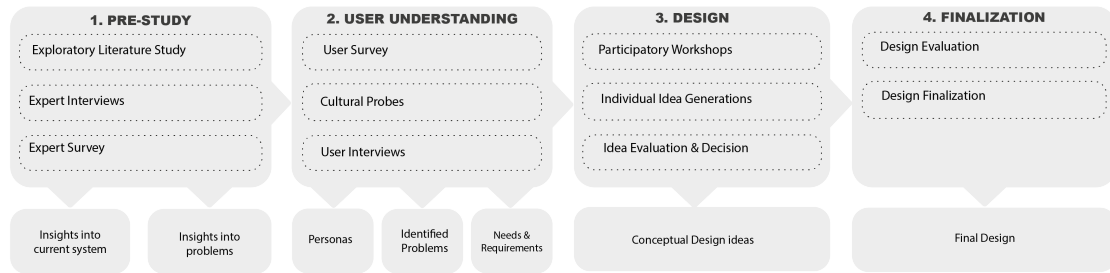 1. PRE-STUDY
Exploratory Literature Study
Expert Interviews
Expert Survey
Insights into
current system
Insights into
problems
2. USER UNDERSTANDING
User Survey
Cultural Probes
User Interviews
Personas
Identified
Problems
Needs &
Requirements
3. DESIGN
Participatory Workshops
Individual Idea Generations
Idea Evaluation & Decision
Conceptual Design ideas
4. FINALIZATION
Design Evaluation
Design Finalization
Final Design